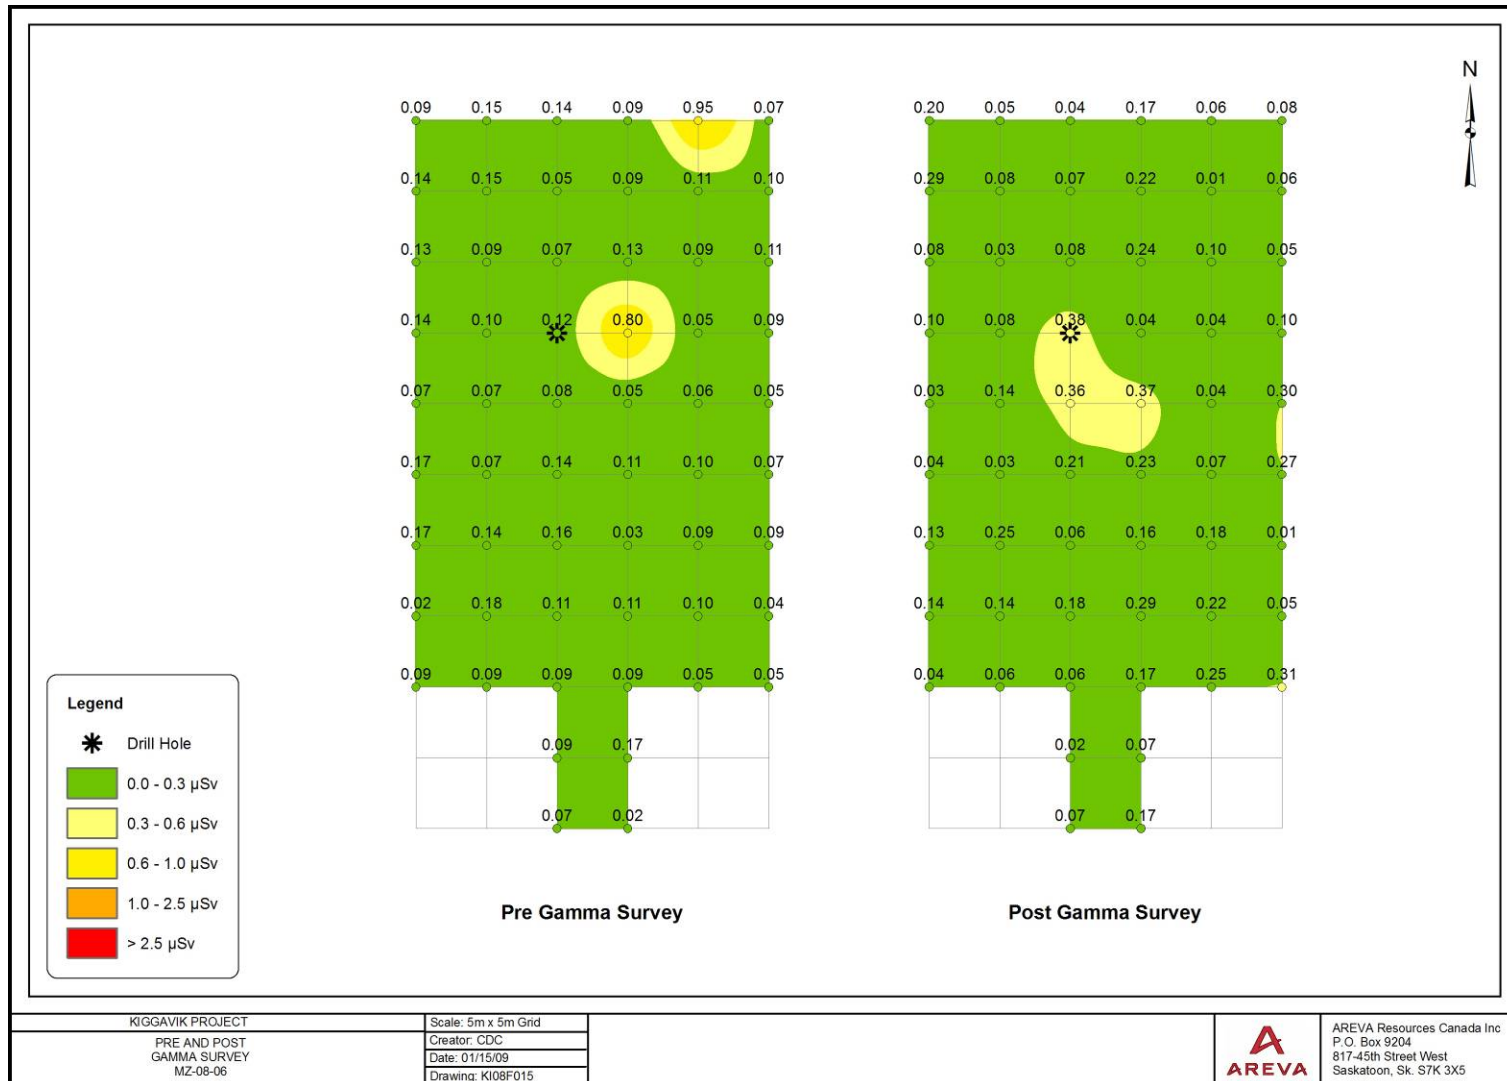 N
0.09 0.15 0.14 0.09 0.95 0.07
0.14 0.15 0.05 0.09 0.11 0.10
0.13 0.09 0.07 0.13 0.09 0.11
0.14 0.10 0.12 0.80 0.05 0.09
0.07 0.07 0.08 0.05 0.06 0.05
0.17 0.07 0.14 0.11 0.10 0.07
0.17 0.14 0.16 0.03 0.09 0.09
0.02 0.18 0.11 0.11 0.10 0.04
0.09 0.09 0.09 0.09 0.05 0.05
0.09 0.17
0.07 0.02
Pre Gamma Survey
0.20 0.05 0.04 0.17 0.06 0.08
0.29 0.08 0.07 0.22 0.01 0.06
0.08 0.03 0.08 0.24 0.10 0.05
0.10 0.08 0.38 0.04 0.04 0.10
0.03 0.14 0.36 0.37 0.04 0.30
0.04 0.03 0.21 0.23 0.07 0.27
0.13 0.25 0.06 0.16 0.18 0.01
0.14 0.14 0.18 0.29 0.22 0.05
0.04 0.06 0.06 0.17 0.25 0.31
0.02 0.07
0.07 0.17
Post Gamma Survey
Legend
Drill Hole
0.0 - 0.3 µSv
0.3 - 0.6 µSv
0.6 - 1.0 µSv
1.0 - 2.5 µSv
> 2.5 µSv
KIGGAVIK PROJECT
PRE AND POST
GAMMA SURVEY
MZ-08-06
Scale: 5m x 5m Grid
Creator: CDC
Date: 01/15/09
Drawing: KI08F015
AREVA
AREVA Resources Canada Inc
P.O. Box 9204
817-45th Street West
Saskatoon, Sk. S7K 3X5